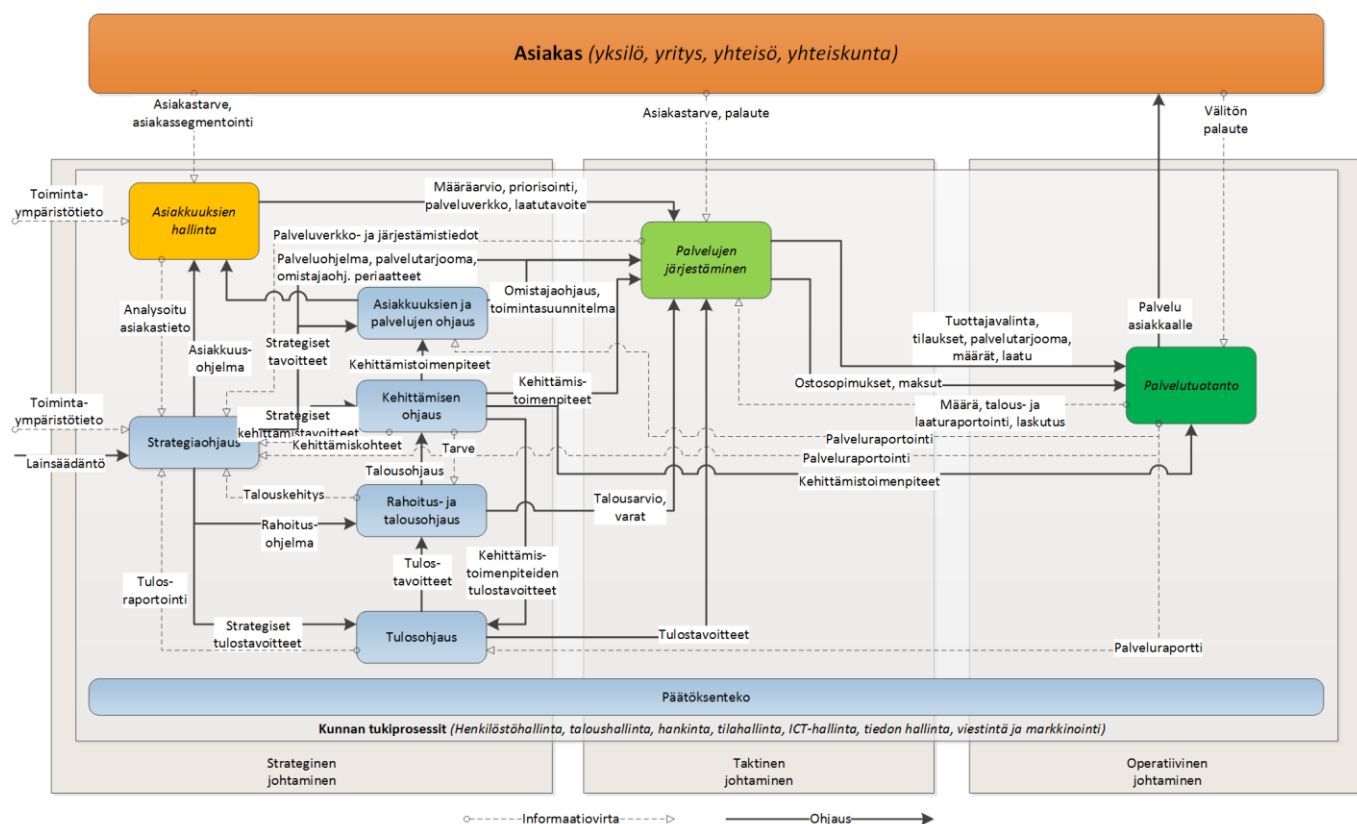 Asiakas (yksilö, yritys, yhteisö, yhteiskunta)
Asiakastarve,
asiakassegmentointi
Asiakastarve, palaute
Välitön
palaute
Toiminta-
ympäristötieto
Asiakkuuksien
hallinta
Määräarvio, priorisointi,
palveluverkko, laatutavoite
Palveluverkko- ja järjestämistiedot
Palvelujen
järjestäminen
Palveluohjelma, palvelutarjooma,
omistajaohj. periaatteet
Asiakkuuksien ja
palvelujen ohjaus
Omistajaohjaus,
toimintasuunnitelma
Analysoitu
asiakastieto
Palvelu
asiakkaalle
Tuottajavalinta,
tilaukset, palvelutarjooma,
määrät, laatu
Asiakkuus-
ohjelma
Strategiset
tavoitteet
Kehittämistoimenpiteet
Kehittämisen
ohjaus
Kehittämis-
toimenpiteet
Ostosopimukset, maksut
Palvelutuotanto
Määrä, talous- ja
laaturaportointi, laskutus
Toiminta-
ympäristötieto
Strategiaohjaus
Strategiset
kehittämistavoitteet
Kehittämiskohteet
Tarve
Palveluraportointi
Palveluraportointi
Lainsäädäntö
Talousohjaus
Kehittämistoimenpiteet
Talouskehitys
Rahoitus- ja
talousohjaus
Talousarvio,
varat
Rahoitus-
ohjelma
Tulos-
tavoitteet
Kehittämis-
toimenpiteiden
tulostavoitteet
Tulos-
raportointi
Strategiset
tulostavoitteet
Tulosohjaus
Tulostavoitteet
Palveluraportti
Päätöksenteko
Kunnan tukiprosessit (Henkilöstöhallinta, taloushallinta, hankinta, tilahallinta, ICT-hallinta, tiedon hallinta, viestintä ja markkinointi)
Strateginen
johtaminen
Taktinen
johtaminen
Operatiivinen
johtaminen
Informaatiovirta
Ohjaus